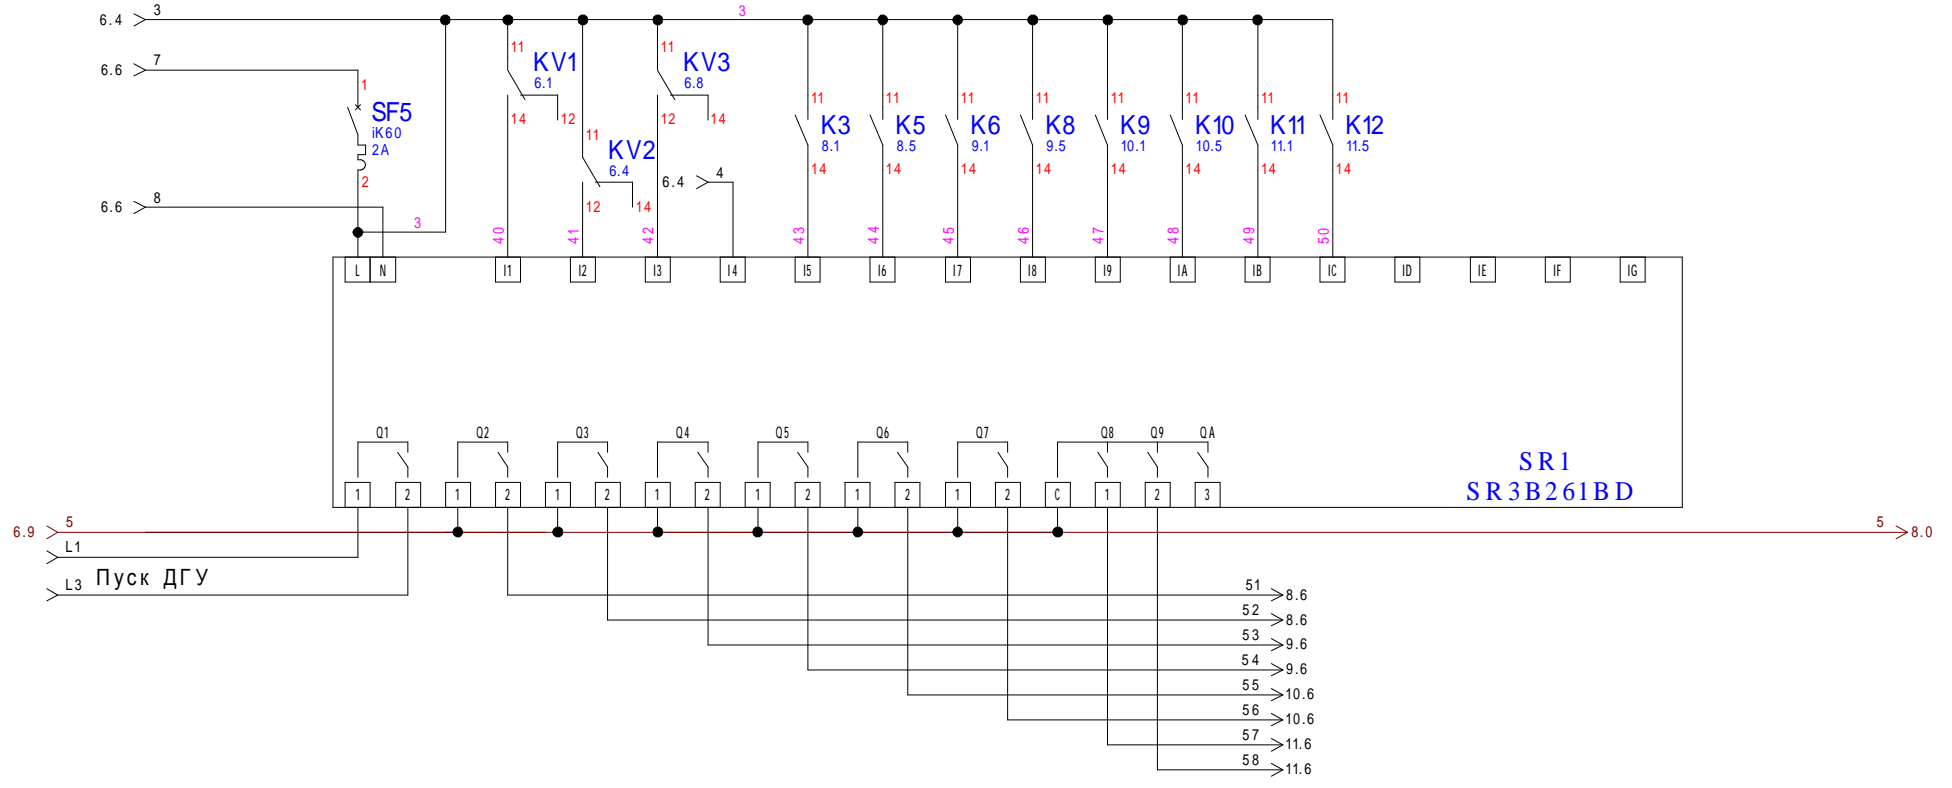 6.4 3 3
6.6 7
1 SF5
iK60
2A
2
6.6 8
3
11 KV1
6.1
14 12
11 KV2
6.4
12 14
11 KV3
6.8
12 14
6.4 4
11 11 11 11 11 11 11 11
K3 K5 K6 K8 K9 K10 K11 K12
8.1 8.5 9.1 9.5 10.1 10.5 11.1 11.5
14 14 14 14 14 14 14 14
40 41 42 43 44 45 46 47 48 49 50
L N I1 I2 I3 I4 I5 I6 I7 I8 I9 IA IB IC ID IE IF IG
Q1 Q2 Q3 Q4 Q5 Q6 Q7 Q8 Q9 QA
SR1
SR3B261BD
1 2 1 2 1 2 1 2 1 2 1 2 1 2 C 1 2 3
6.9 5 5 8.0
L1
L3 Пуск ДГУ
51 8.6
52 8.6
53 9.6
54 9.6
55 10.6
56 10.6
57 11.6
58 11.6